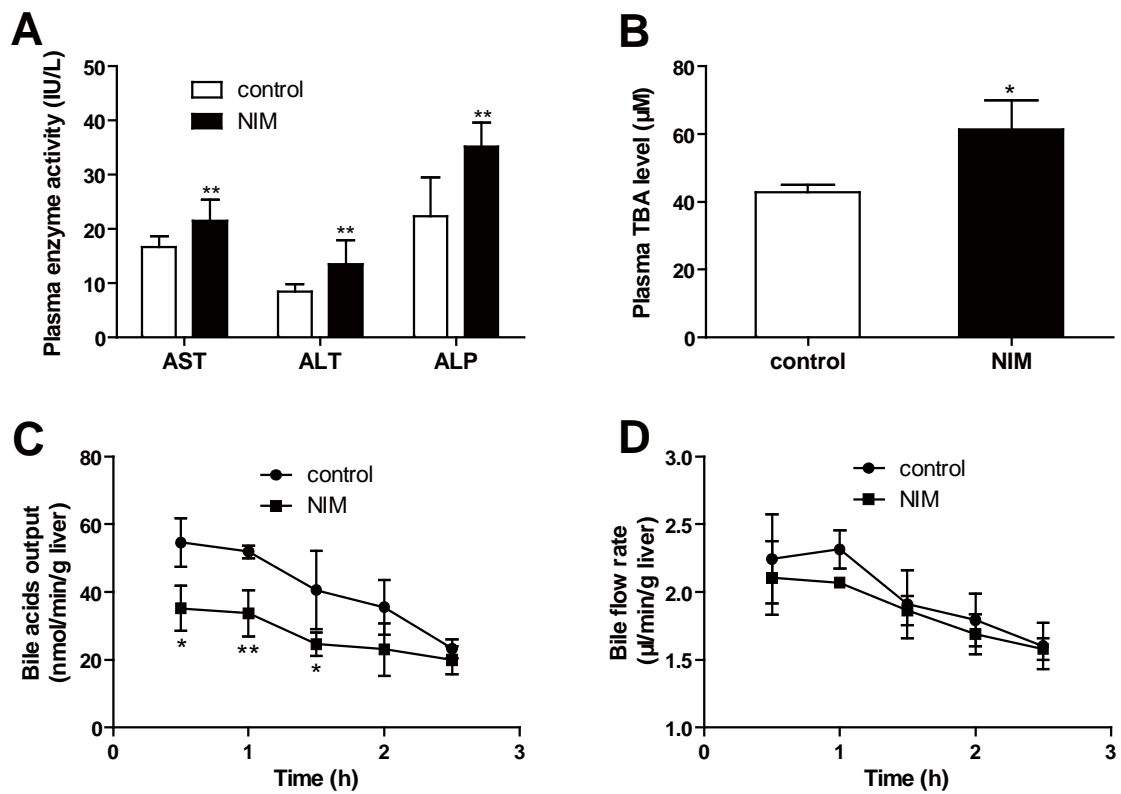 A
Plasma enzyme activity (IU/L)
50
40
30
20
10
0
control
NIM
**
**
**
AST ALT ALP
B
Plasma TBA level (µM)
80
60
40
20
0
*
control NIM
C
Bile acids output
(nmol/min/g liver)
80
60
40
20
0
control
NIM
*
**
*
0 1 2 3
Time (h)
D
Bile flow rate
(µl/min/g liver)
3.0
2.5
2.0
1.5
1.0
control
NIM
0 1 2 3
Time (h)